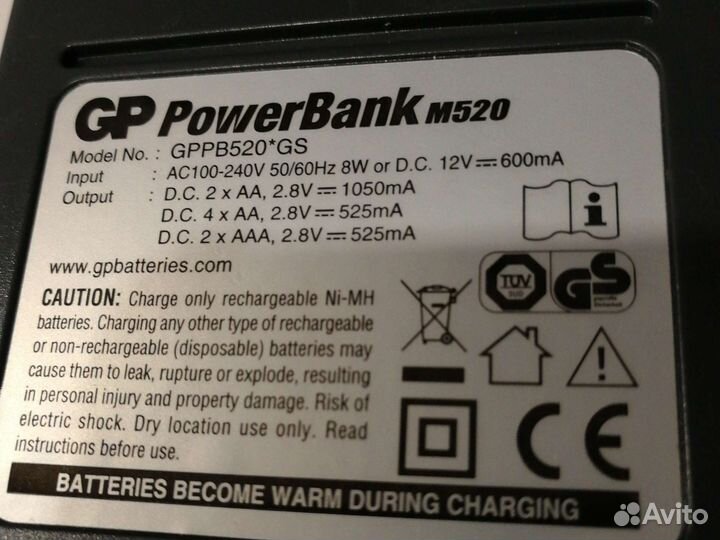 GP PowerBank M520
Model No. : GPPB520*GS
Input : AC100-240V 50/60Hz 8W or D.C. 12V⎓600mA
Output : D.C. 2 x AA, 2.8V⎓1050mA
D.C. 4 x AA, 2.8V⎓525mA
D.C. 2 x AAA, 2.8V⎓525mA
www.gpbatteries.com
CAUTION: Charge only rechargeable Ni-MH
batteries. Charging any other type of rechargeable
or non-rechargeable (disposable) batteries may
cause them to leak, rupture or explode, resulting
in personal injury and property damage. Risk of
electric shock. Dry location use only. Read
instructions before use.
i
TÜV
SÜD
GS
geprüfte
Sicherheit
!
CE
BATTERIES BECOME WARM DURING CHARGING
Avito